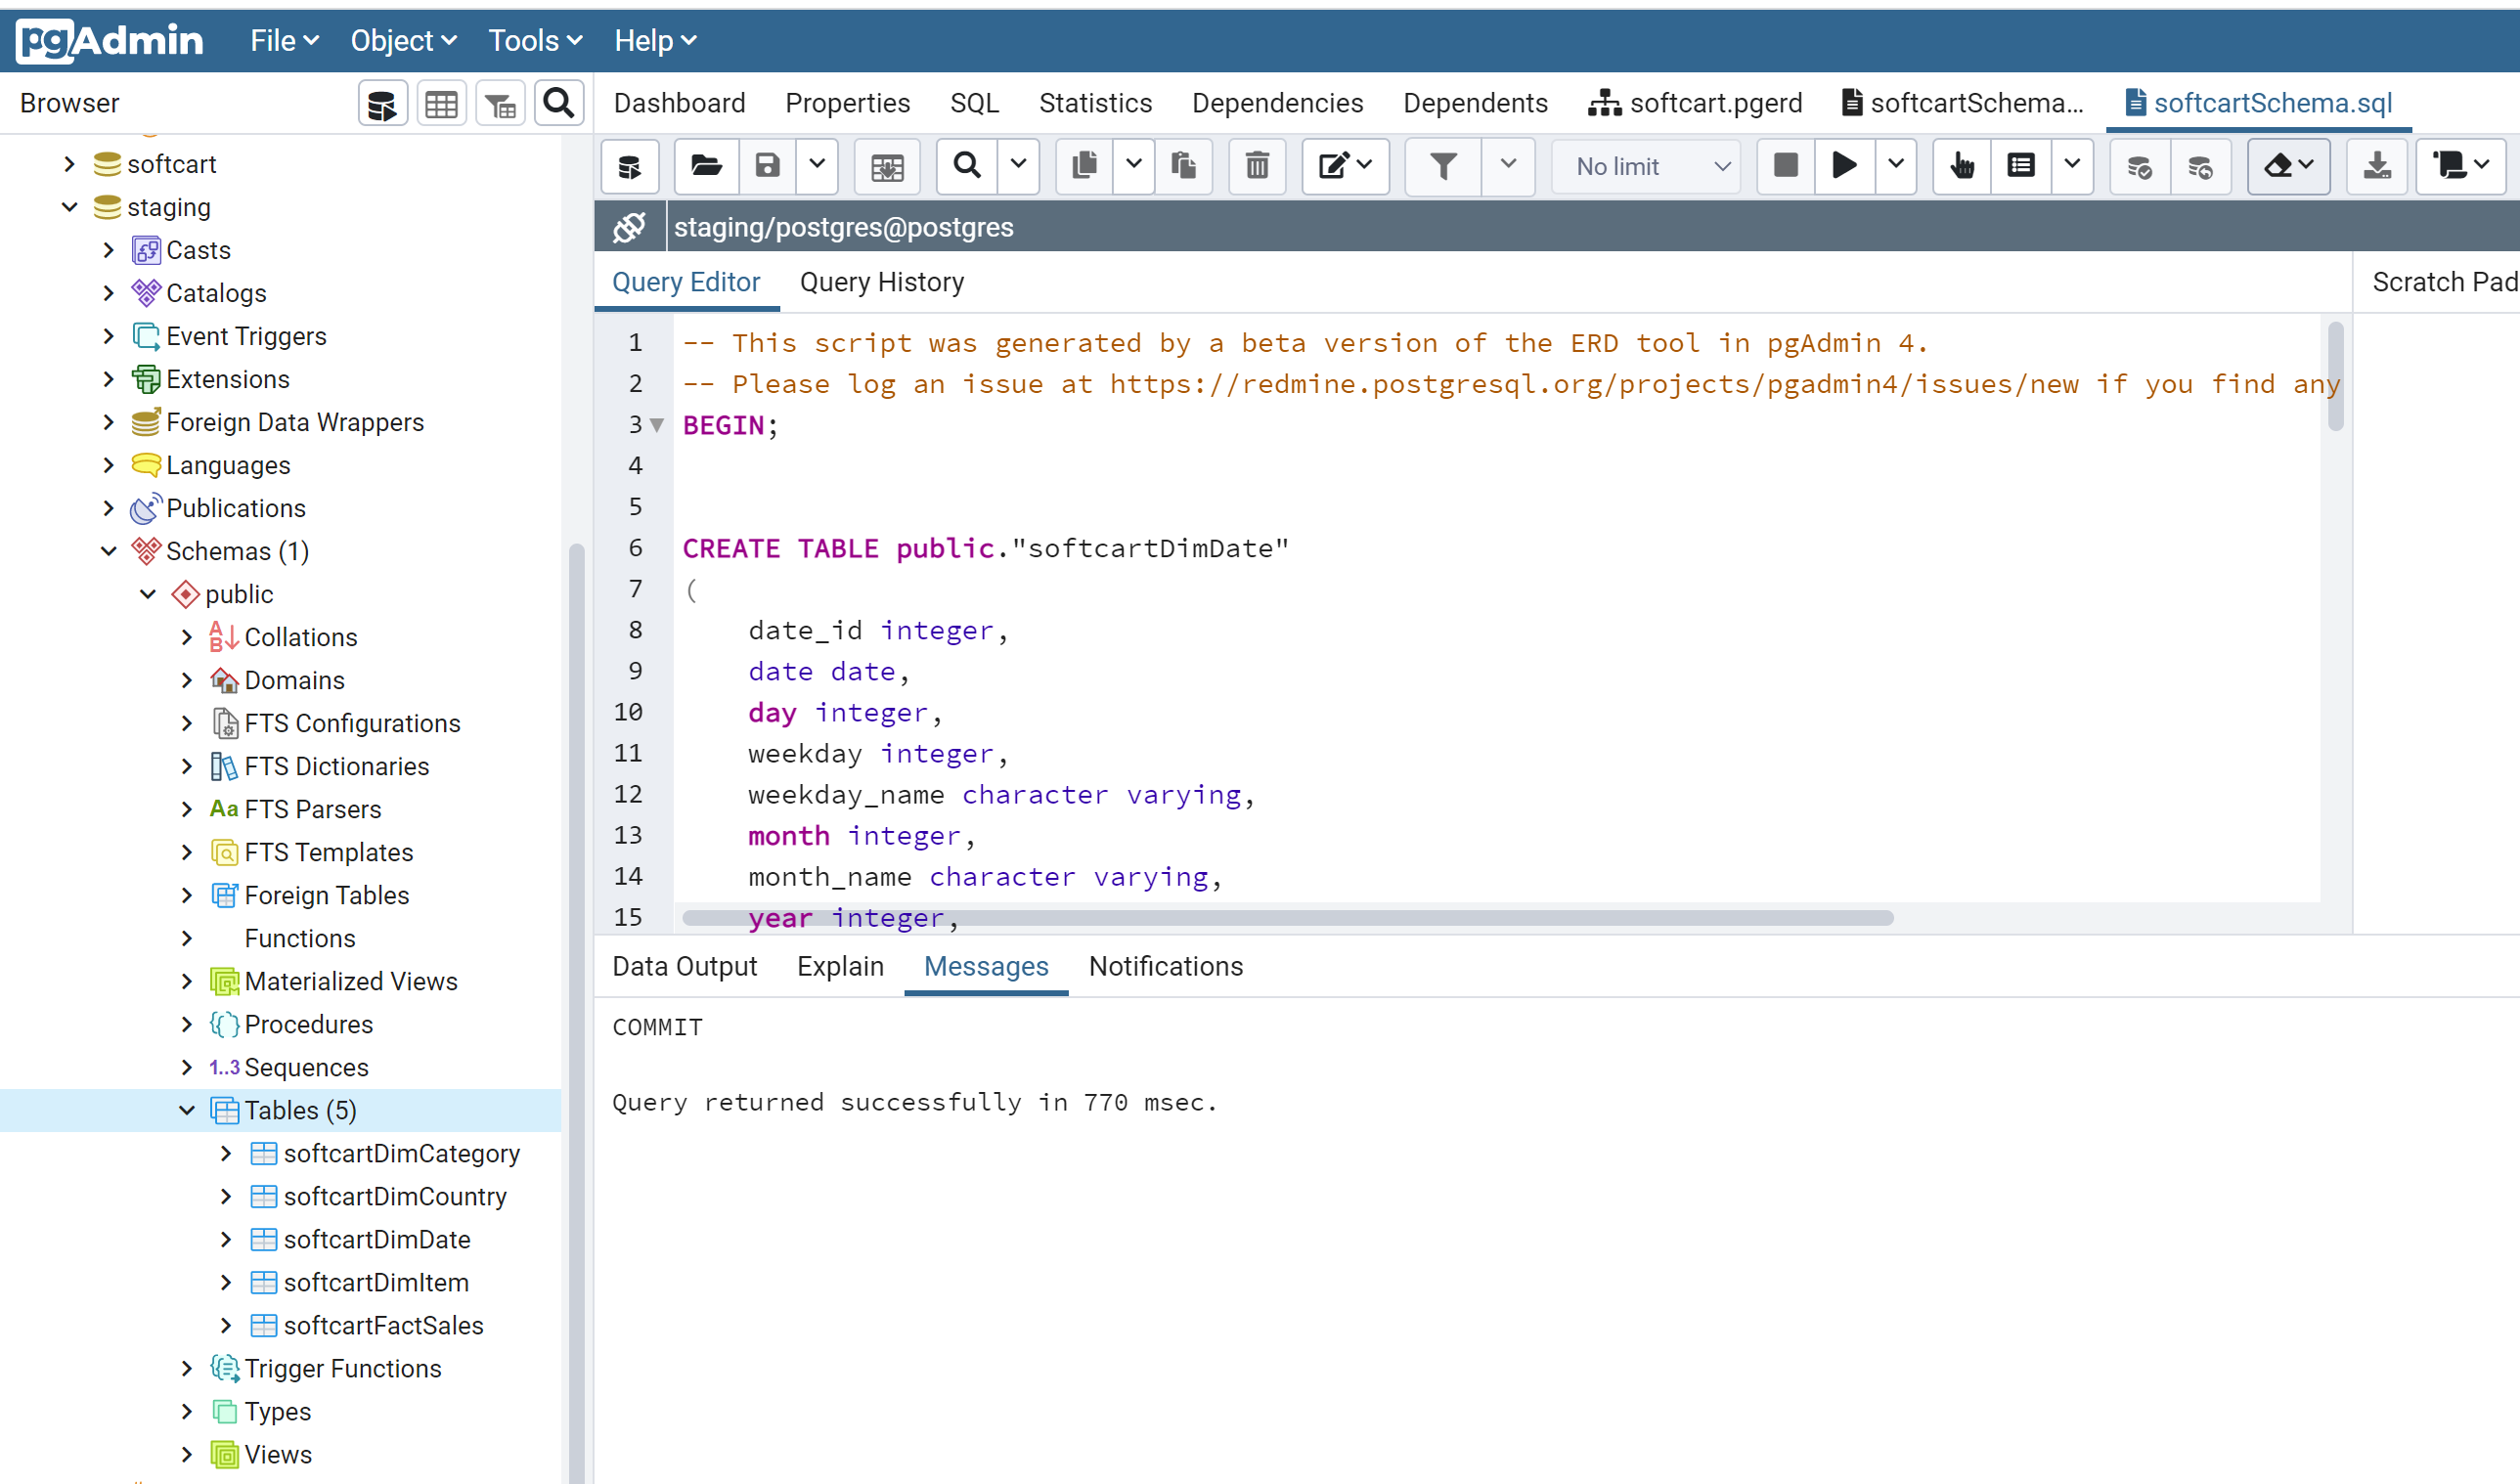 pgAdmin File Object Tools Help
Browser
Dashboard Properties SQL Statistics Dependencies Dependents softcart.pgerd softcartSchema... softcartSchema.sql
No limit
staging/postgres@postgres
Query Editor Query History
Scratch Pad
softcart
staging
Casts
Catalogs
Event Triggers
Extensions
Foreign Data Wrappers
Languages
Publications
Schemas (1)
public
Collations
Domains
FTS Configurations
FTS Dictionaries
Aa FTS Parsers
FTS Templates
Foreign Tables
Functions
Materialized Views
Procedures
1..3 Sequences
Tables (5)
softcartDimCategory
softcartDimCountry
softcartDimDate
softcartDimItem
softcartFactSales
Trigger Functions
Types
Views
1 -- This script was generated by a beta version of the ERD tool in pgAdmin 4.
2 -- Please log an issue at https://redmine.postgresql.org/projects/pgadmin4/issues/new if you find any
3 BEGIN;
4
5
6 CREATE TABLE public."softcartDimDate"
7 (
8 date_id integer,
9 date date,
10 day integer,
11 weekday integer,
12 weekday_name character varying,
13 month integer,
14 month_name character varying,
15 year integer,
Data Output Explain Messages Notifications
COMMIT
Query returned successfully in 770 msec.